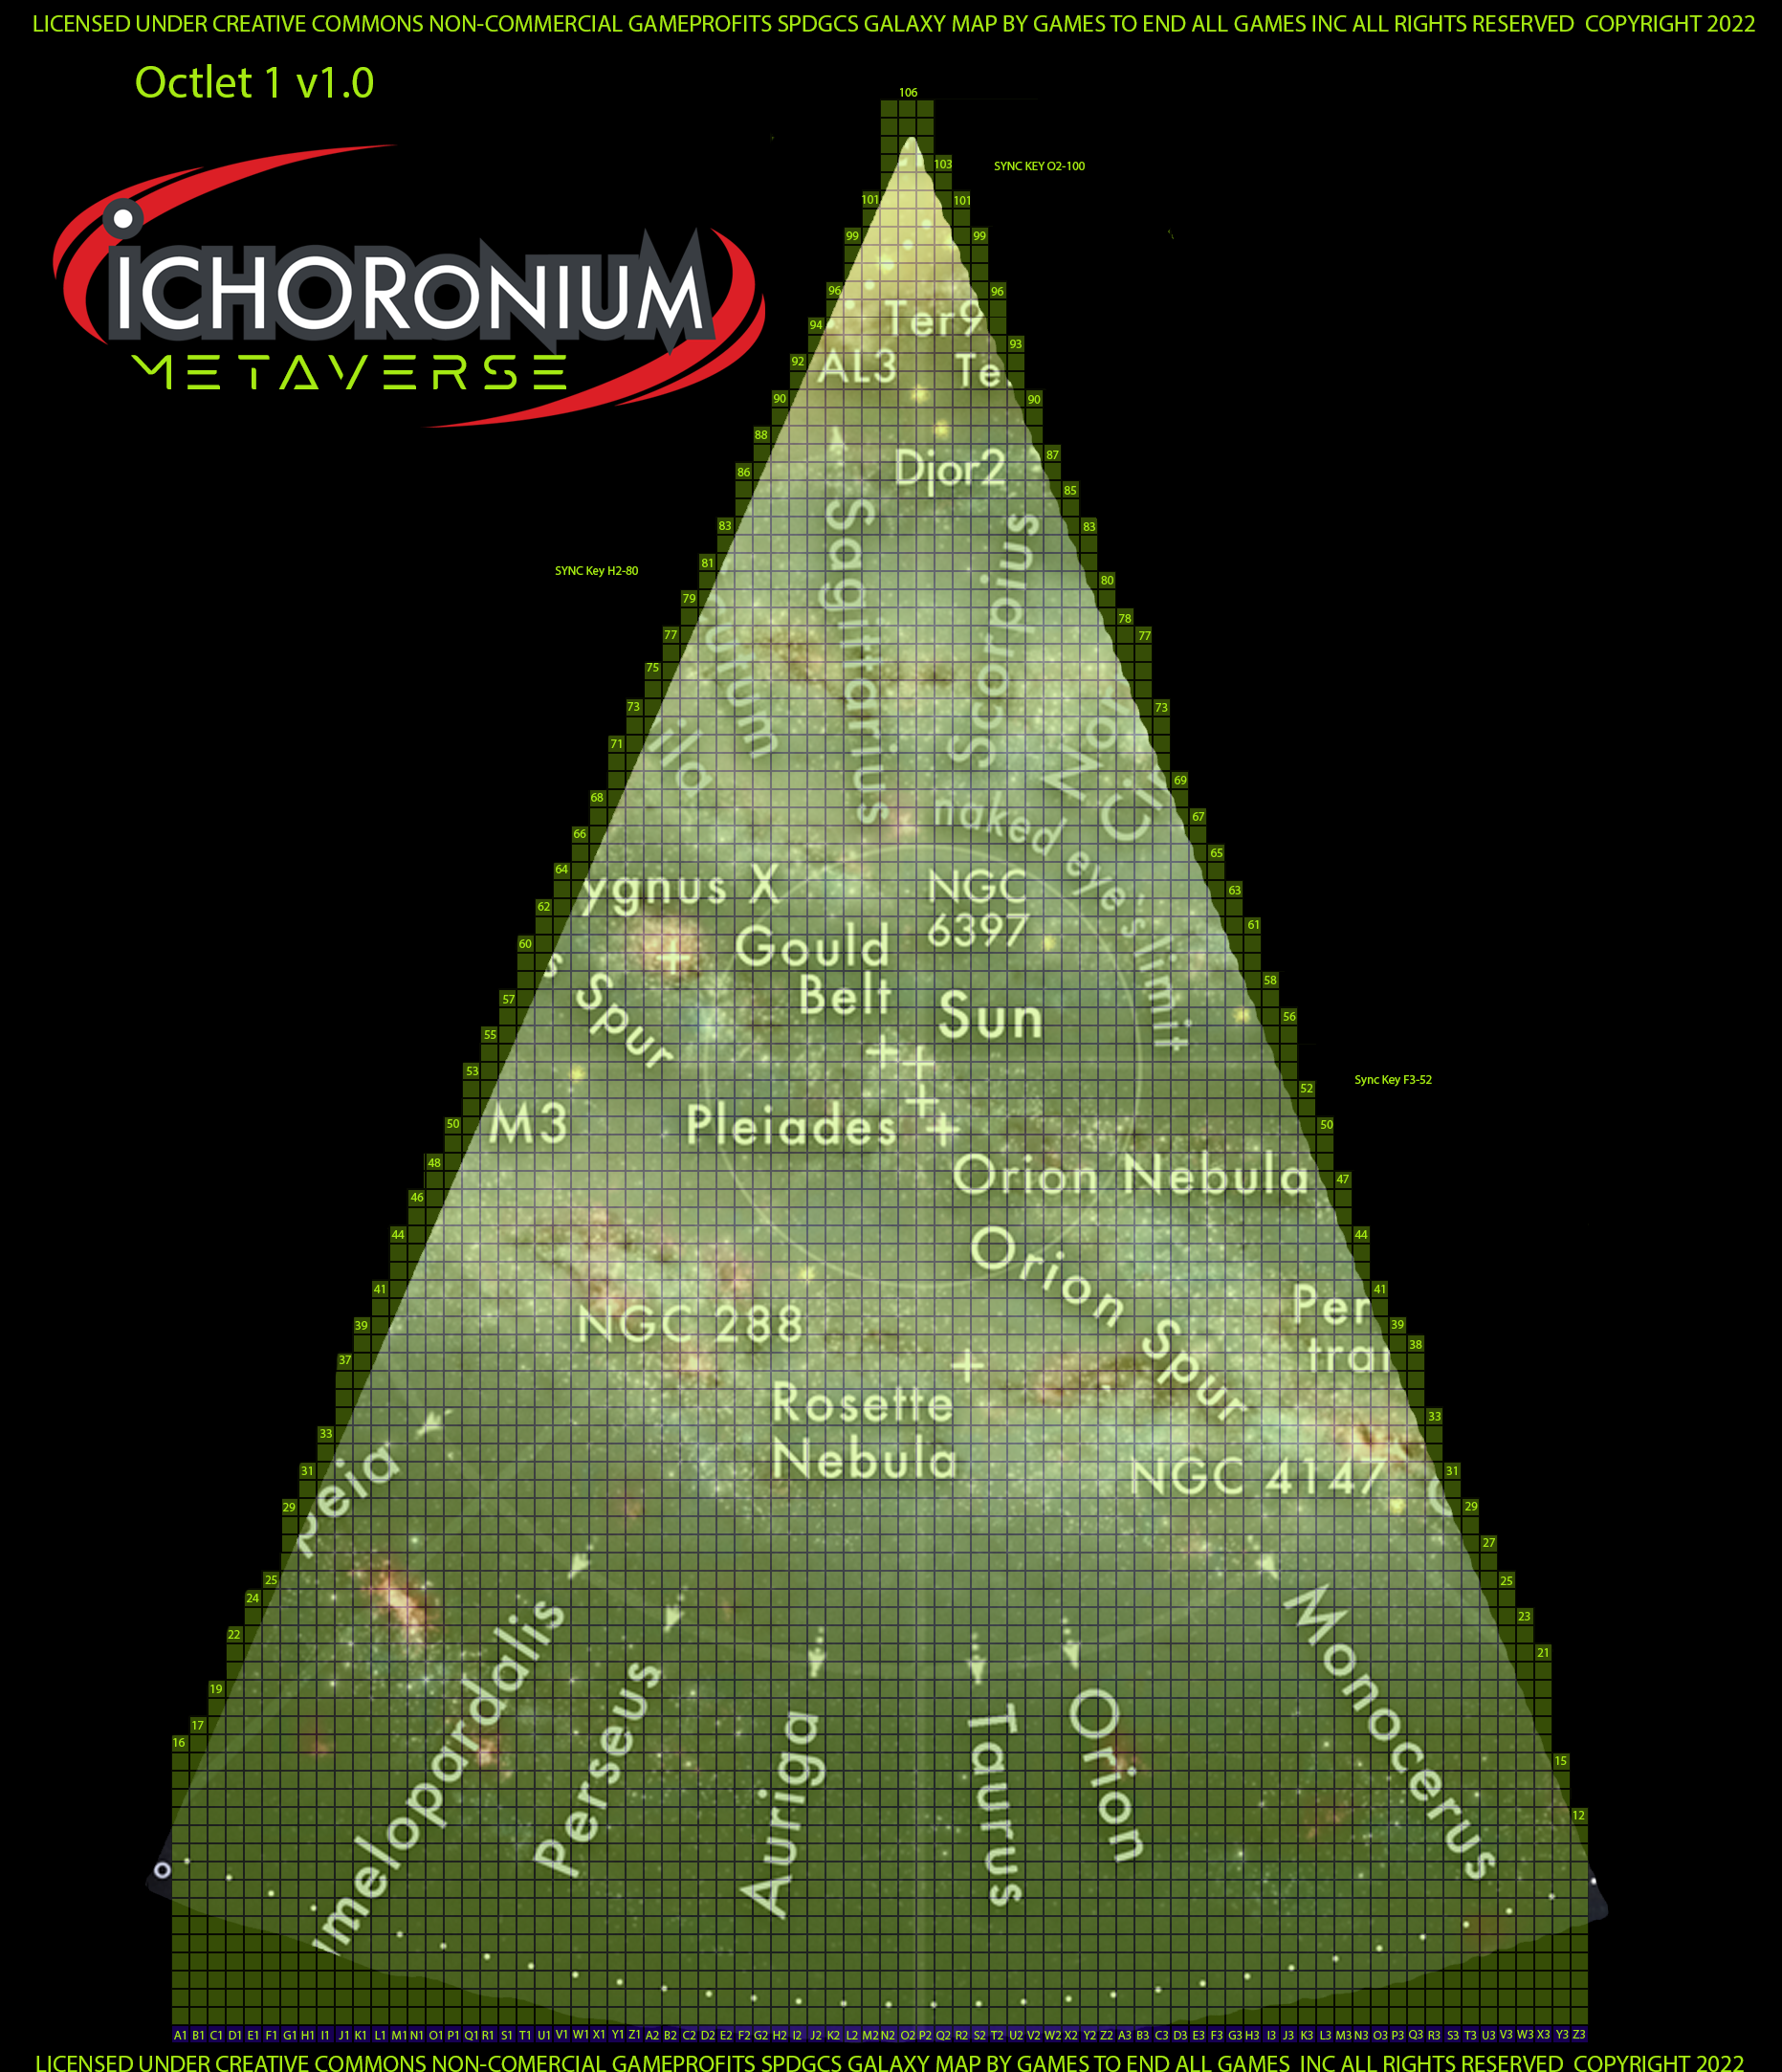 LICENSED UNDER CREATIVE COMMONS NON-COMMERCIAL GAMEPROFITS SPDGCS GALAXY MAP BY GAMES TO END ALL GAMES INC ALL RIGHTS RESERVED COPYRIGHT 2022
Octlet 1 v1.0
106
103
SYNC KEY O2-100
101 101
ICHORONIUM
METAVERSE
99 99
96 96
Ter9
94
93
92
AL3 Te
90 90
88
87
Djor2
86
85
83 83
81
SYNC Key H2-80
80
79
78
77 77
Sagittarius
Scorpius
cutum
75
73 73
71
ila
Nor
Cir
69
68
67
naked eye's limit
66
65
64
63
ygnus X
NGC
6397
62
61
Gould
Belt
60
s Spur
58
57
56
Sun
55
53
Sync Key F3-52
52
50 50
M3
Pleiades
48
47
Orion Nebula
46
44 44
Orion Spur
41 41
Per
39 39
NGC 288
38
trai
37
Rosette
Nebula
33 33
31 31
NGC 4147
peia
29 29
27
25 25
24
23
22
21
19
17
16
15
12
melopardalis
Perseus
Auriga
Taurus
Orion
Monocerus
A1 B1 C1 D1 E1 F1 G1 H1 I1 J1 K1 L1 M1 N1 O1 P1 Q1 R1 S1 T1 U1 V1 W1 X1 Y1 Z1 A2 B2 C2 D2 E2 F2 G2 H2 I2 J2 K2 L2 M2 N2 O2 P2 Q2 R2 S2 T2 U2 V2 W2 X2 Y2 Z2 A3 B3 C3 D3 E3 F3 G3 H3 I3 J3 K3 L3 M3 N3 O3 P3 Q3 R3 S3 T3 U3 V3 W3 X3 Y3 Z3
LICENSED UNDER CREATIVE COMMONS NON-COMERCIAL GAMEPROFITS SPDGCS GALAXY MAP BY GAMES TO END ALL GAMES INC ALL RIGHTS RESERVED COPYRIGHT 2022